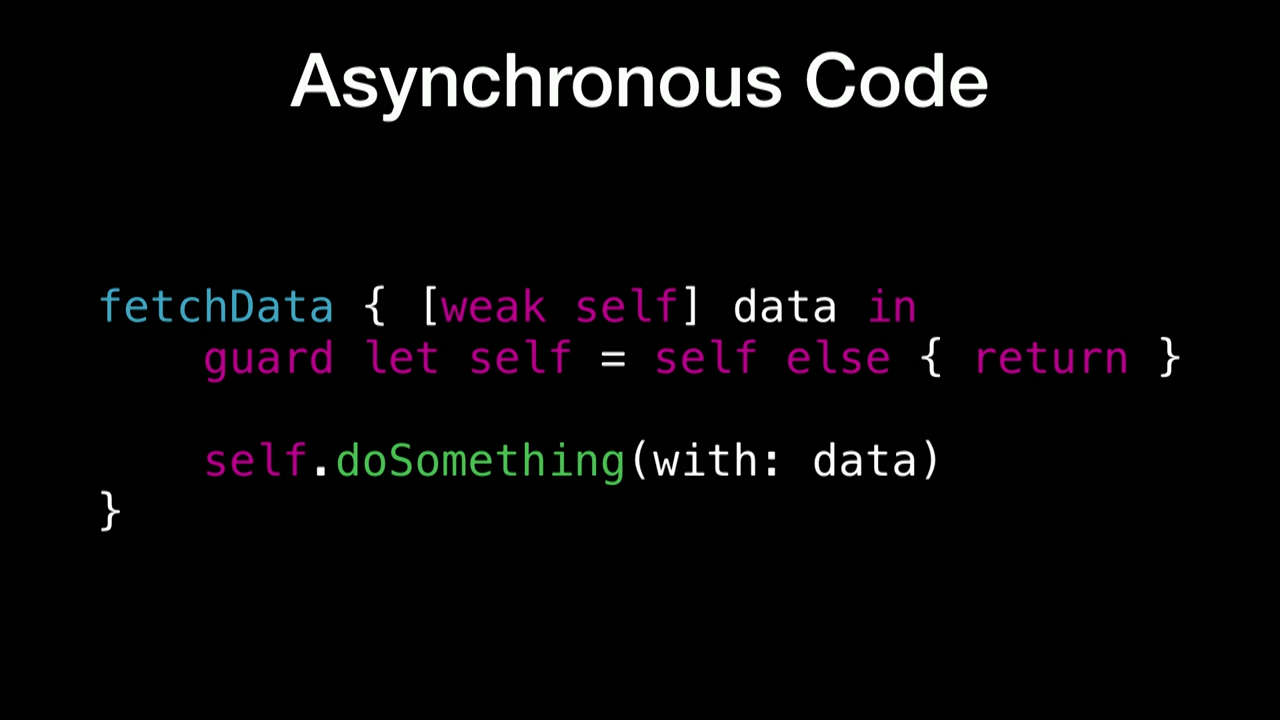 Asynchronous Code
fetchData { [weak self] data in
    guard let self = self else { return }
    self.doSomething(with: data)
}